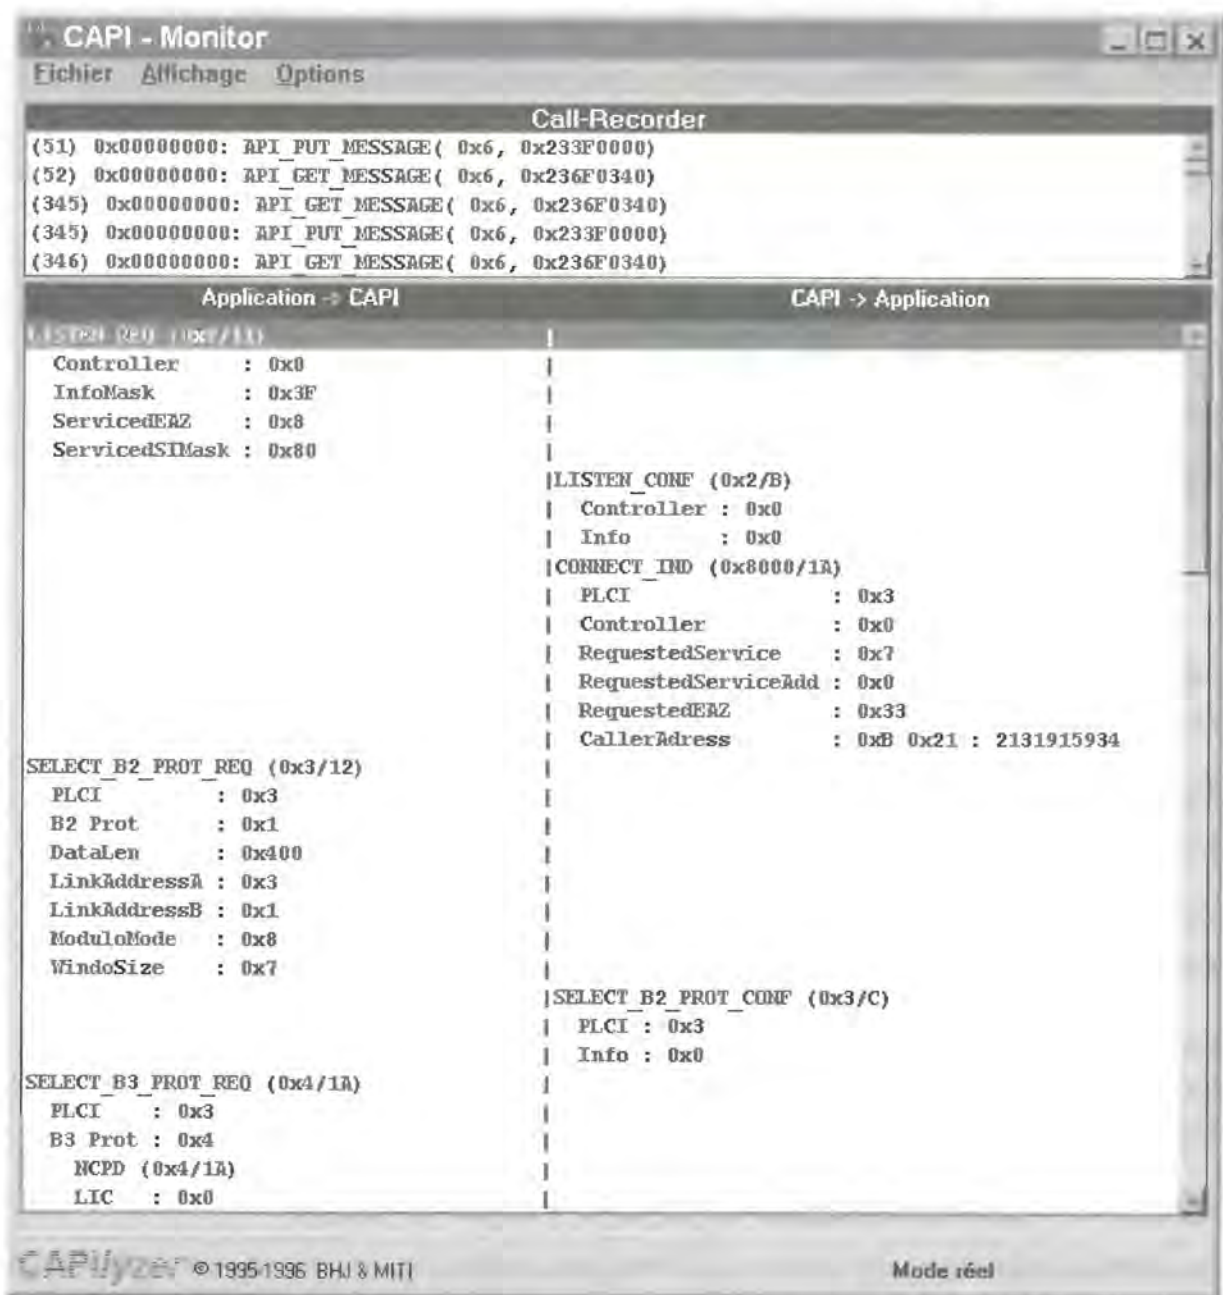 CAPI - Monitor
Fichier Affichage Options
Call-Recorder
(51) 0x00000000: API_PUT_MESSAGE( 0x6, 0x233F0000)
(52) 0x00000000: API_GET_MESSAGE( 0x6, 0x236F0340)
(345) 0x00000000: API_GET_MESSAGE( 0x6, 0x236F0340)
(345) 0x00000000: API_PUT_MESSAGE( 0x6, 0x233F0000)
(346) 0x00000000: API_GET_MESSAGE( 0x6, 0x236F0340)
Application -> CAPI
CAPI -> Application
LISTEN_REQ (0x2/11)
Controller : 0x0
InfoMask : 0x3F
ServicedEAZ : 0x8
ServicedSIMask : 0x80
LISTEN_CONF (0x2/B)
Controller : 0x0
Info : 0x0
CONNECT_IND (0x8000/1A)
PLCI : 0x3
Controller : 0x0
RequestedService : 0x7
RequestedServiceAdd : 0x0
RequestedEAZ : 0x33
CallerAdress : 0xB 0x21 : 2131915934
SELECT_B2_PROT_REQ (0x3/12)
PLCI : 0x3
B2 Prot : 0x1
DataLen : 0x400
LinkAddressA : 0x3
LinkAddressB : 0x1
ModuloMode : 0x8
WindoSize : 0x7
SELECT_B2_PROT_CONF (0x3/C)
PLCI : 0x3
Info : 0x0
SELECT_B3_PROT_REQ (0x4/1A)
PLCI : 0x3
B3 Prot : 0x4
NCPD (0x4/1A)
LIC : 0x0
CAPIlyzer © 1995-1996 BHJ & MITI
Mode réel